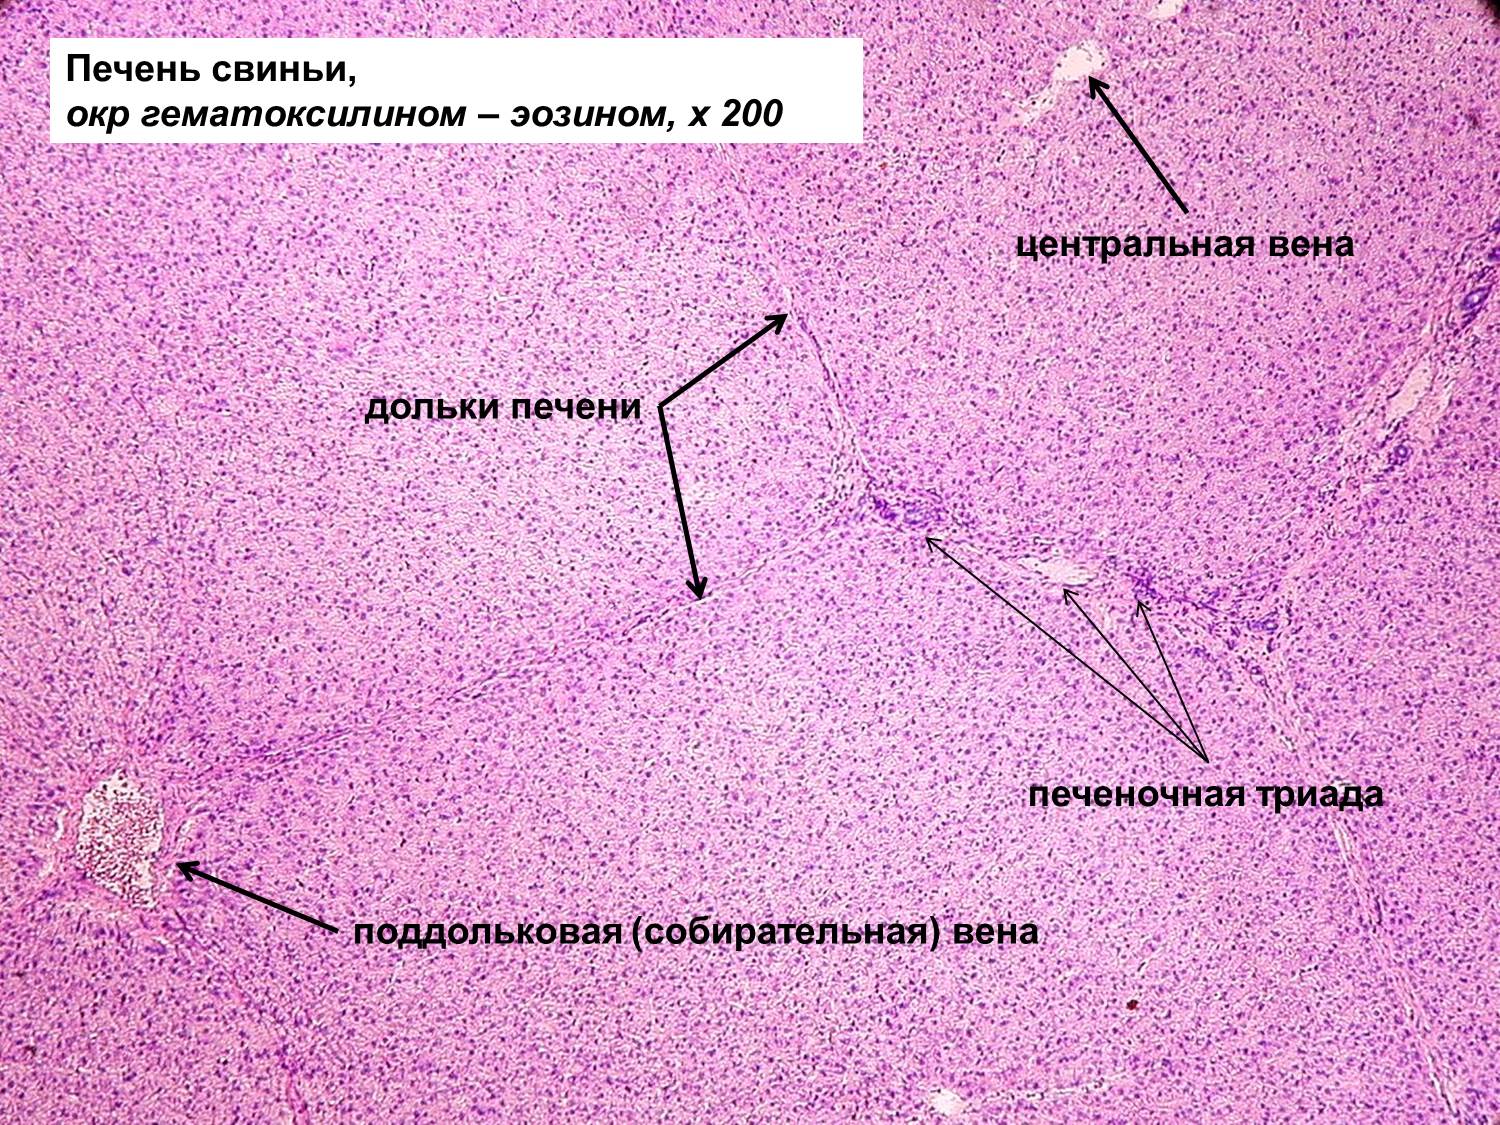 Печень свиньи,
окр гематоксилином – эозином, х 200
центральная вена
дольки печени
печеночная триада
поддольковая (собирательная) вена